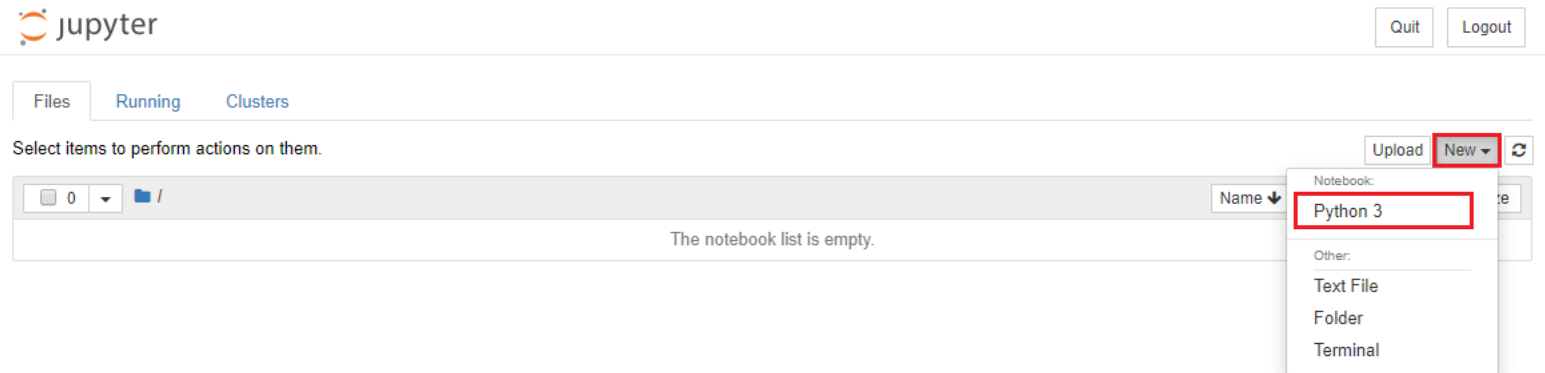 jupyter
Quit Logout
Files Running Clusters
Select items to perform actions on them.
Upload New
Notebook:
0 / Name
Python 3
The notebook list is empty.
Other:
Text File
Folder
Terminal